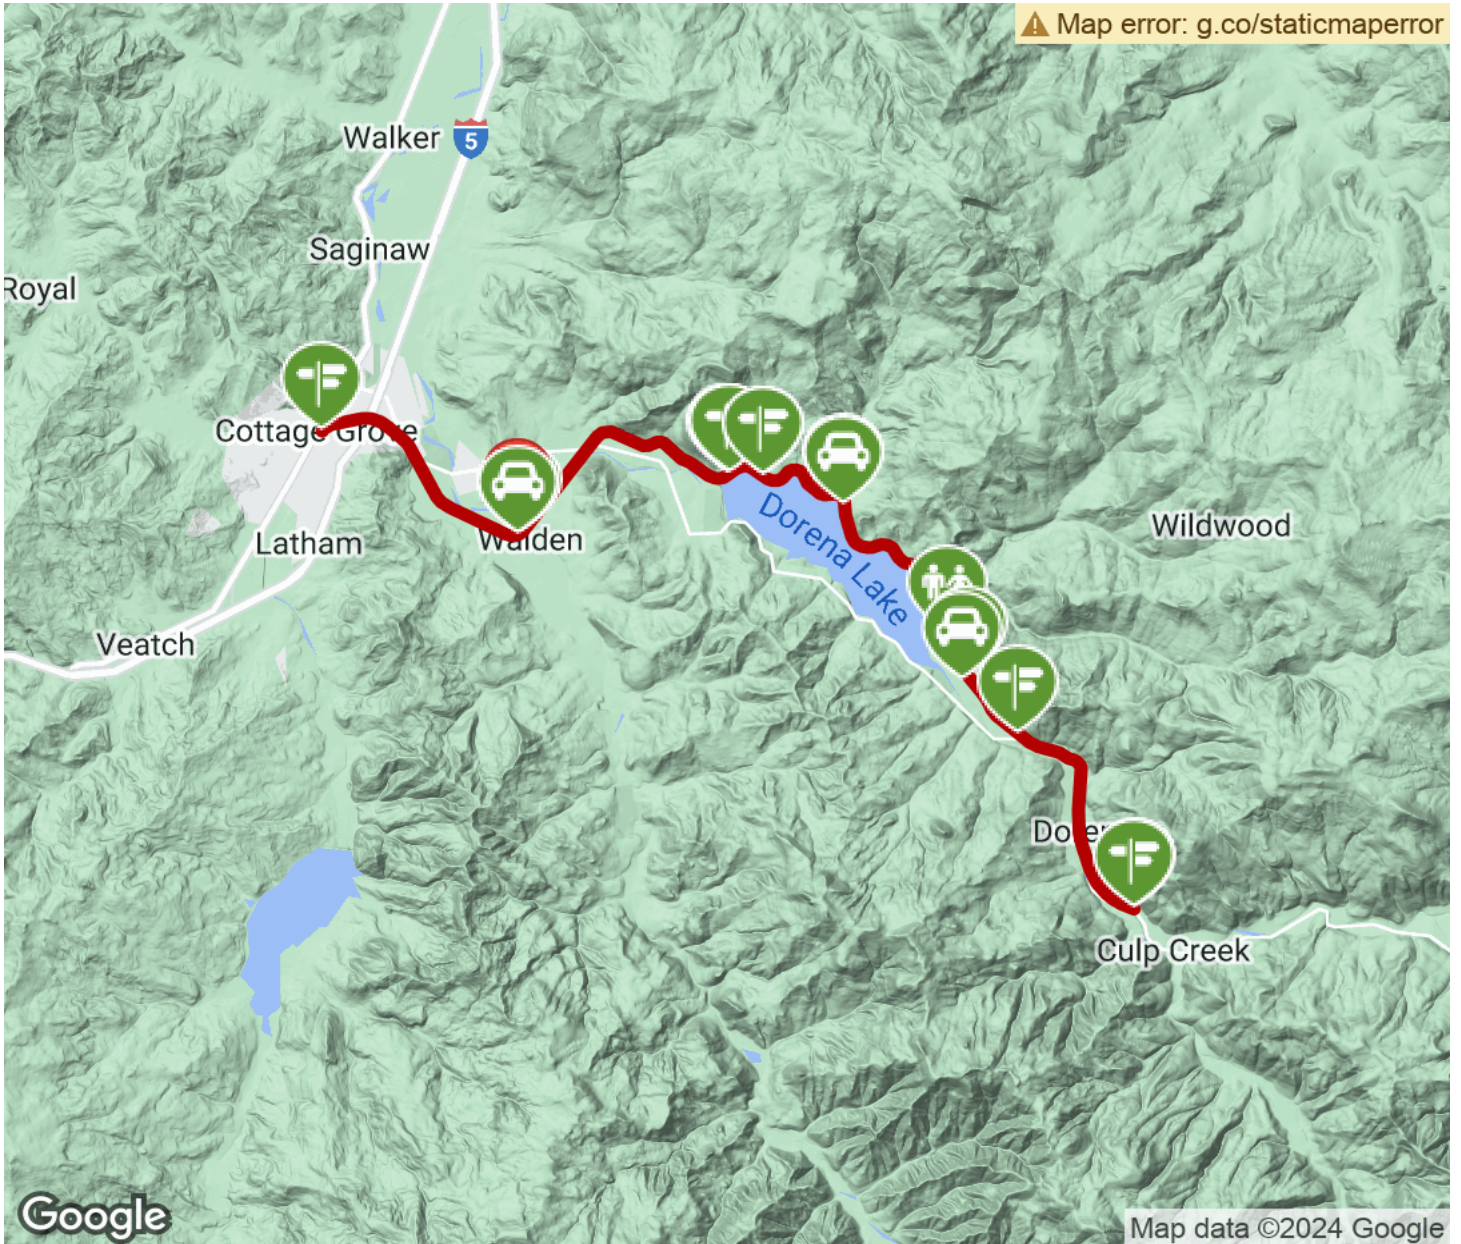 Map error: g.co/staticmaperror
Walker
5
Saginaw
Royal
Cottage Grove
Dorena Lake
Wildwood
Latham
Walden
Veatch
Culp Creek
Google
Map data ©2024 Google